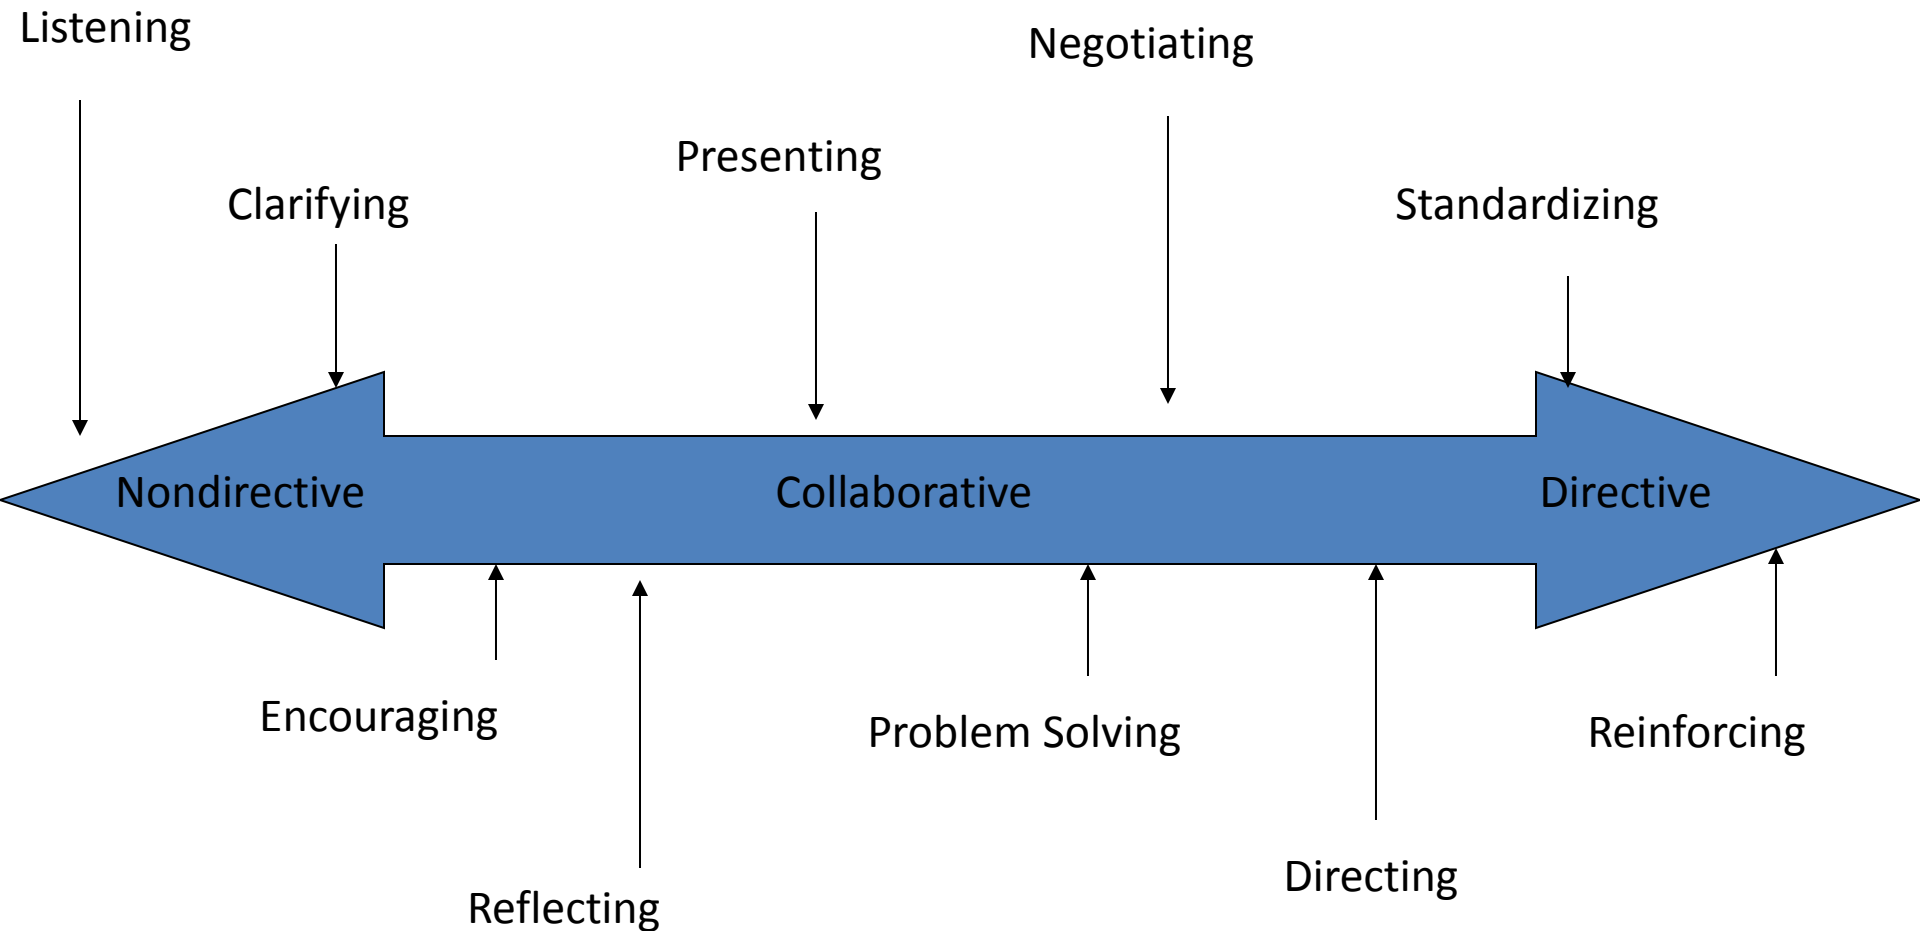 Listening
Negotiating
Presenting
Clarifying
Standardizing
Nondirective
Collaborative
Directive
Encouraging
Problem Solving
Reinforcing
Directing
Reflecting